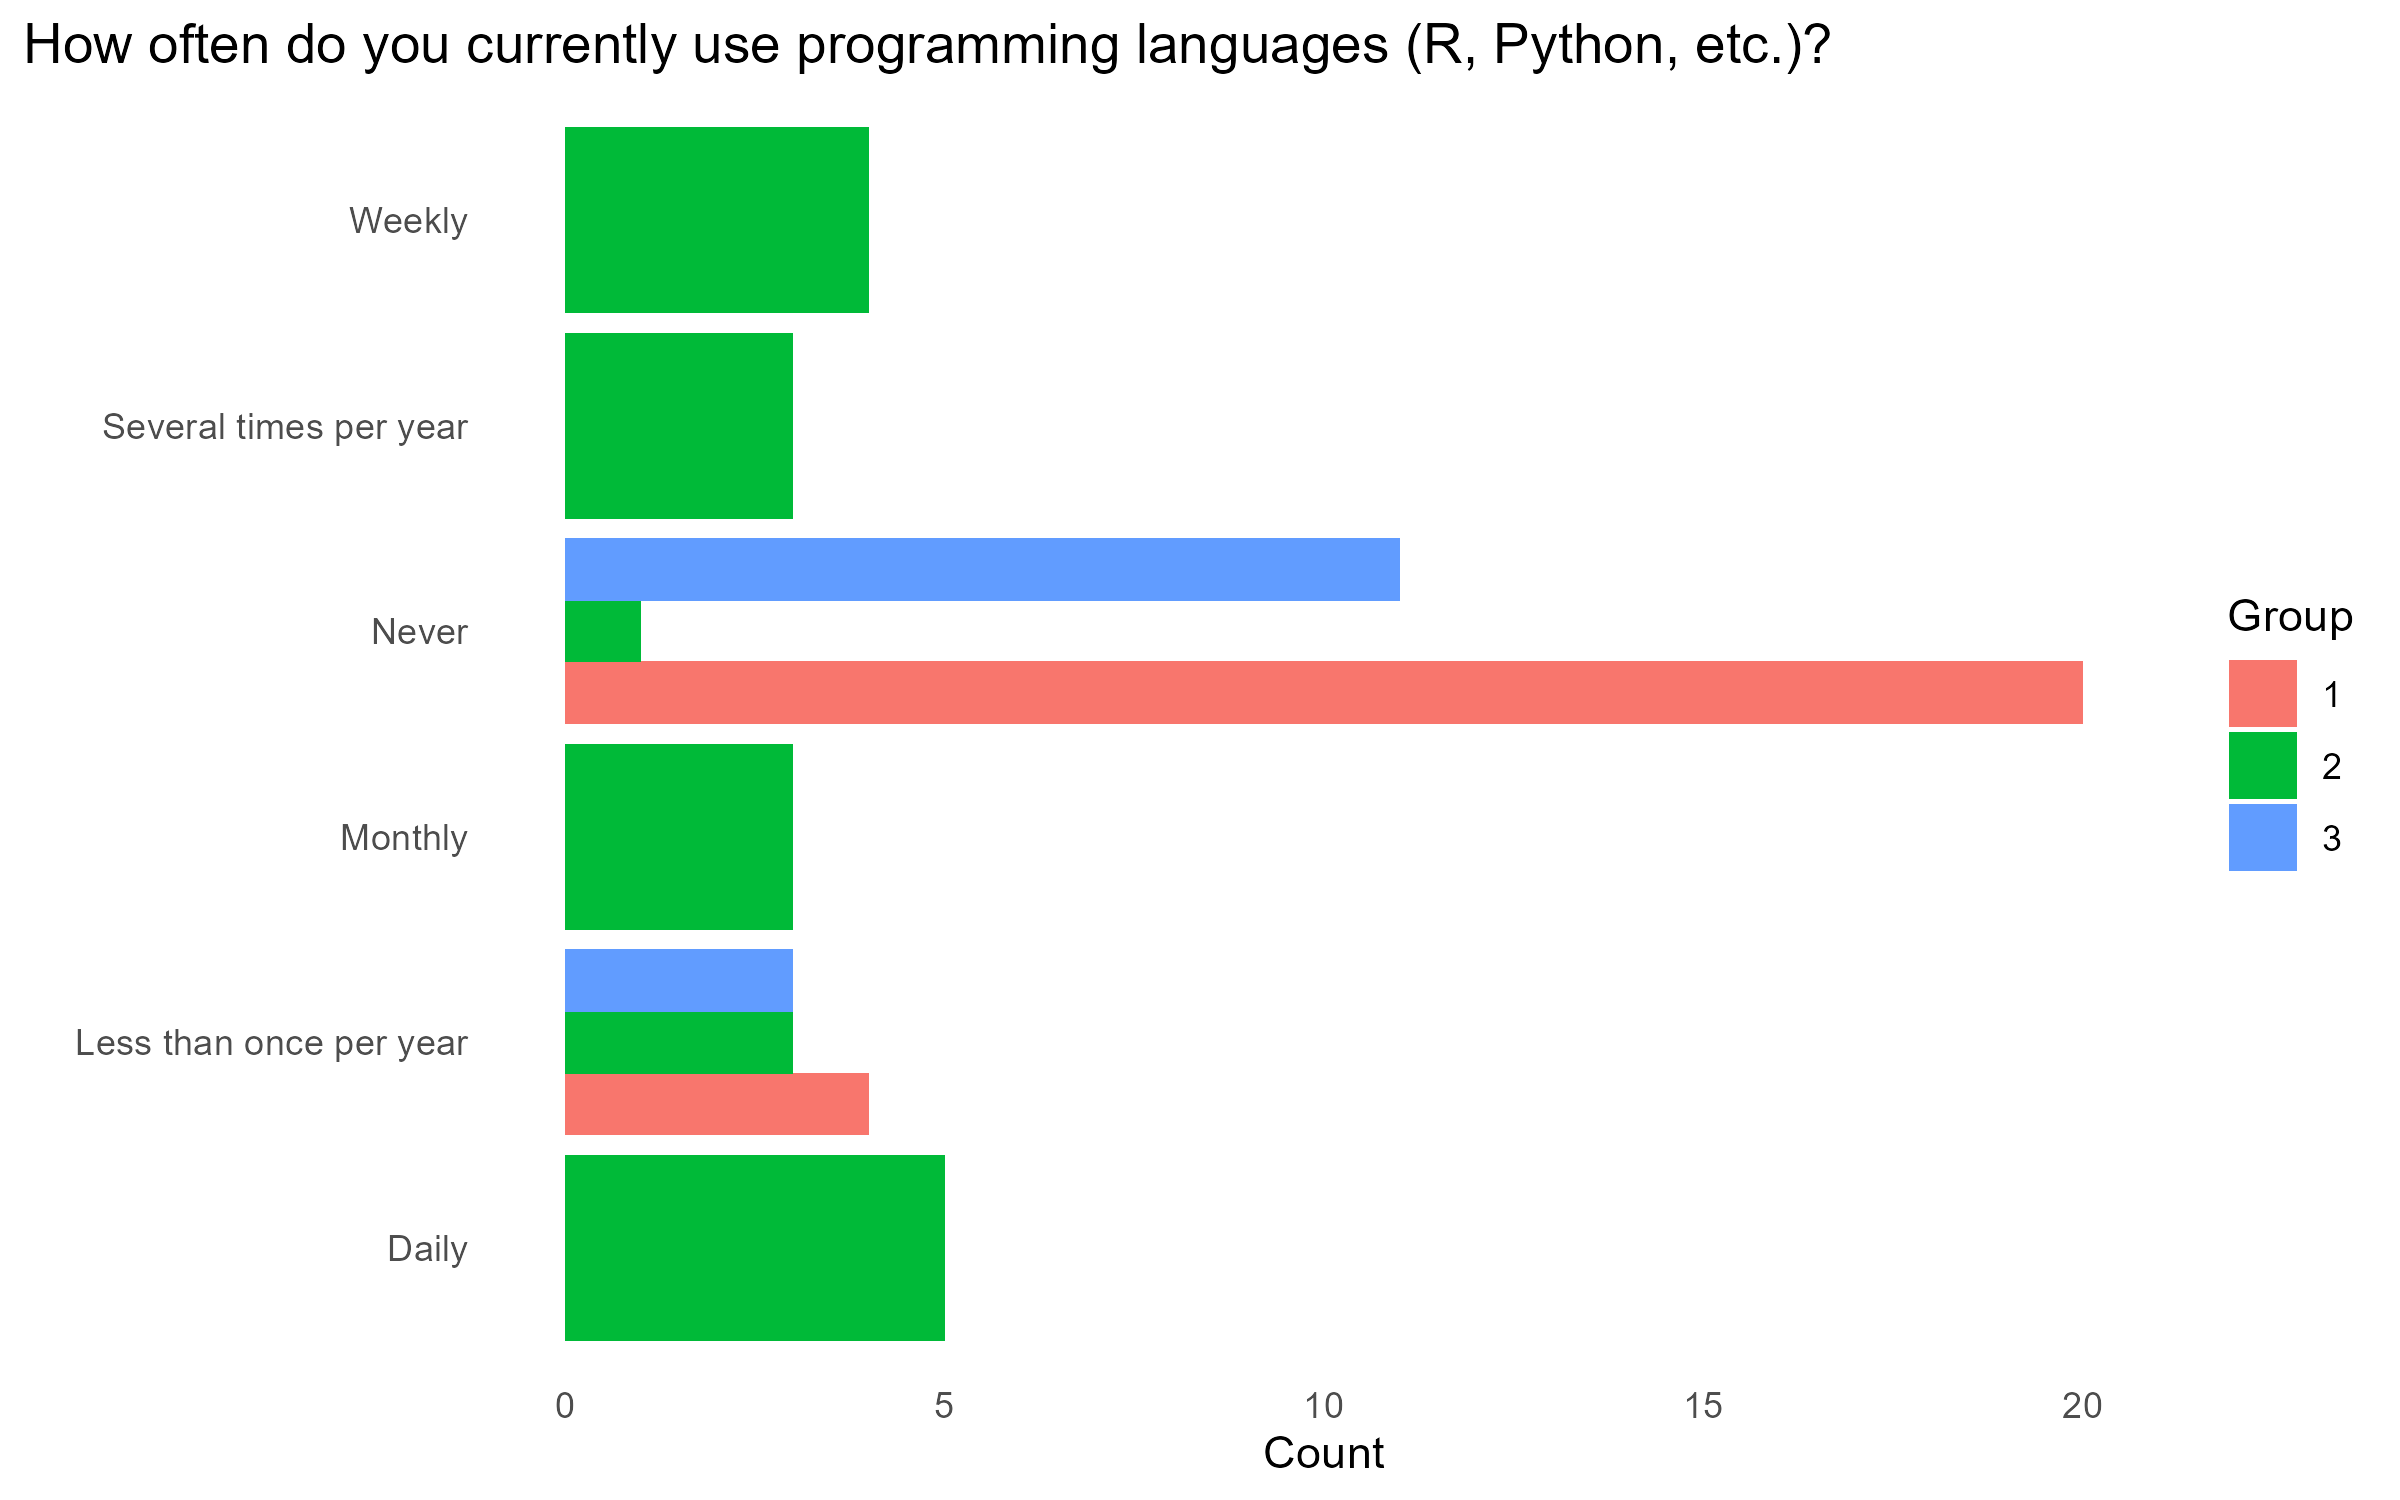 How often do you currently use programming languages (R, Python, etc.)?
Weekly
Several times per year
Never
Monthly
Less than once per year
Daily
0 5 10 15 20
Count
Group
1
2
3